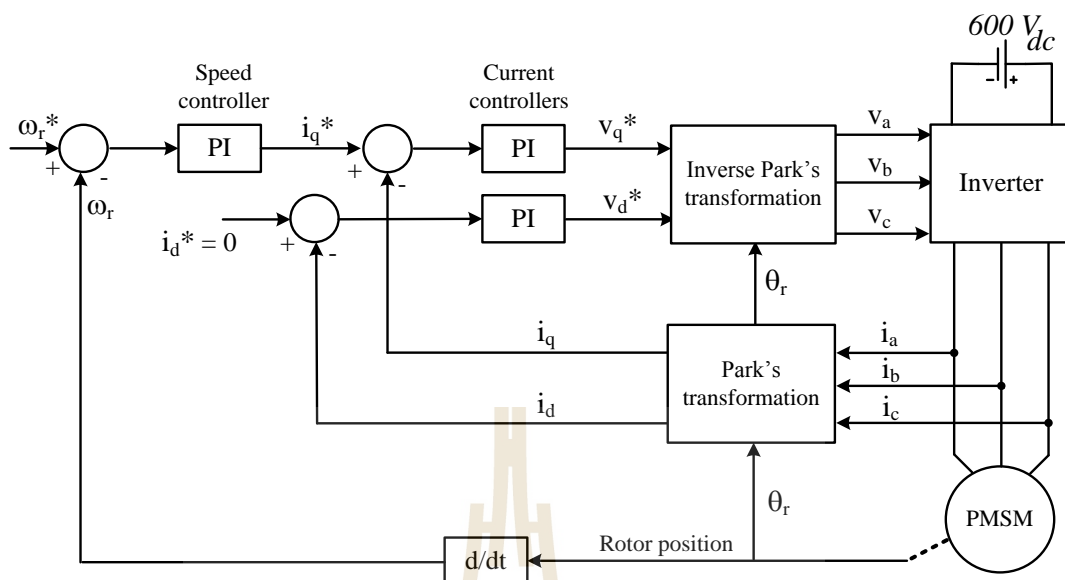 600 V_dc
- +
Speed
controller
Current
controllers
ω_r*
+
-
PI
i_q*
+
-
PI
v_q*
Inverse Park's
transformation
v_a
v_b
v_c
Inverter
ω_r
i_d* = 0
+
-
PI
v_d*
θ_r
i_q
i_d
Park's
transformation
i_a
i_b
i_c
θ_r
PMSM
Rotor position
d/dt